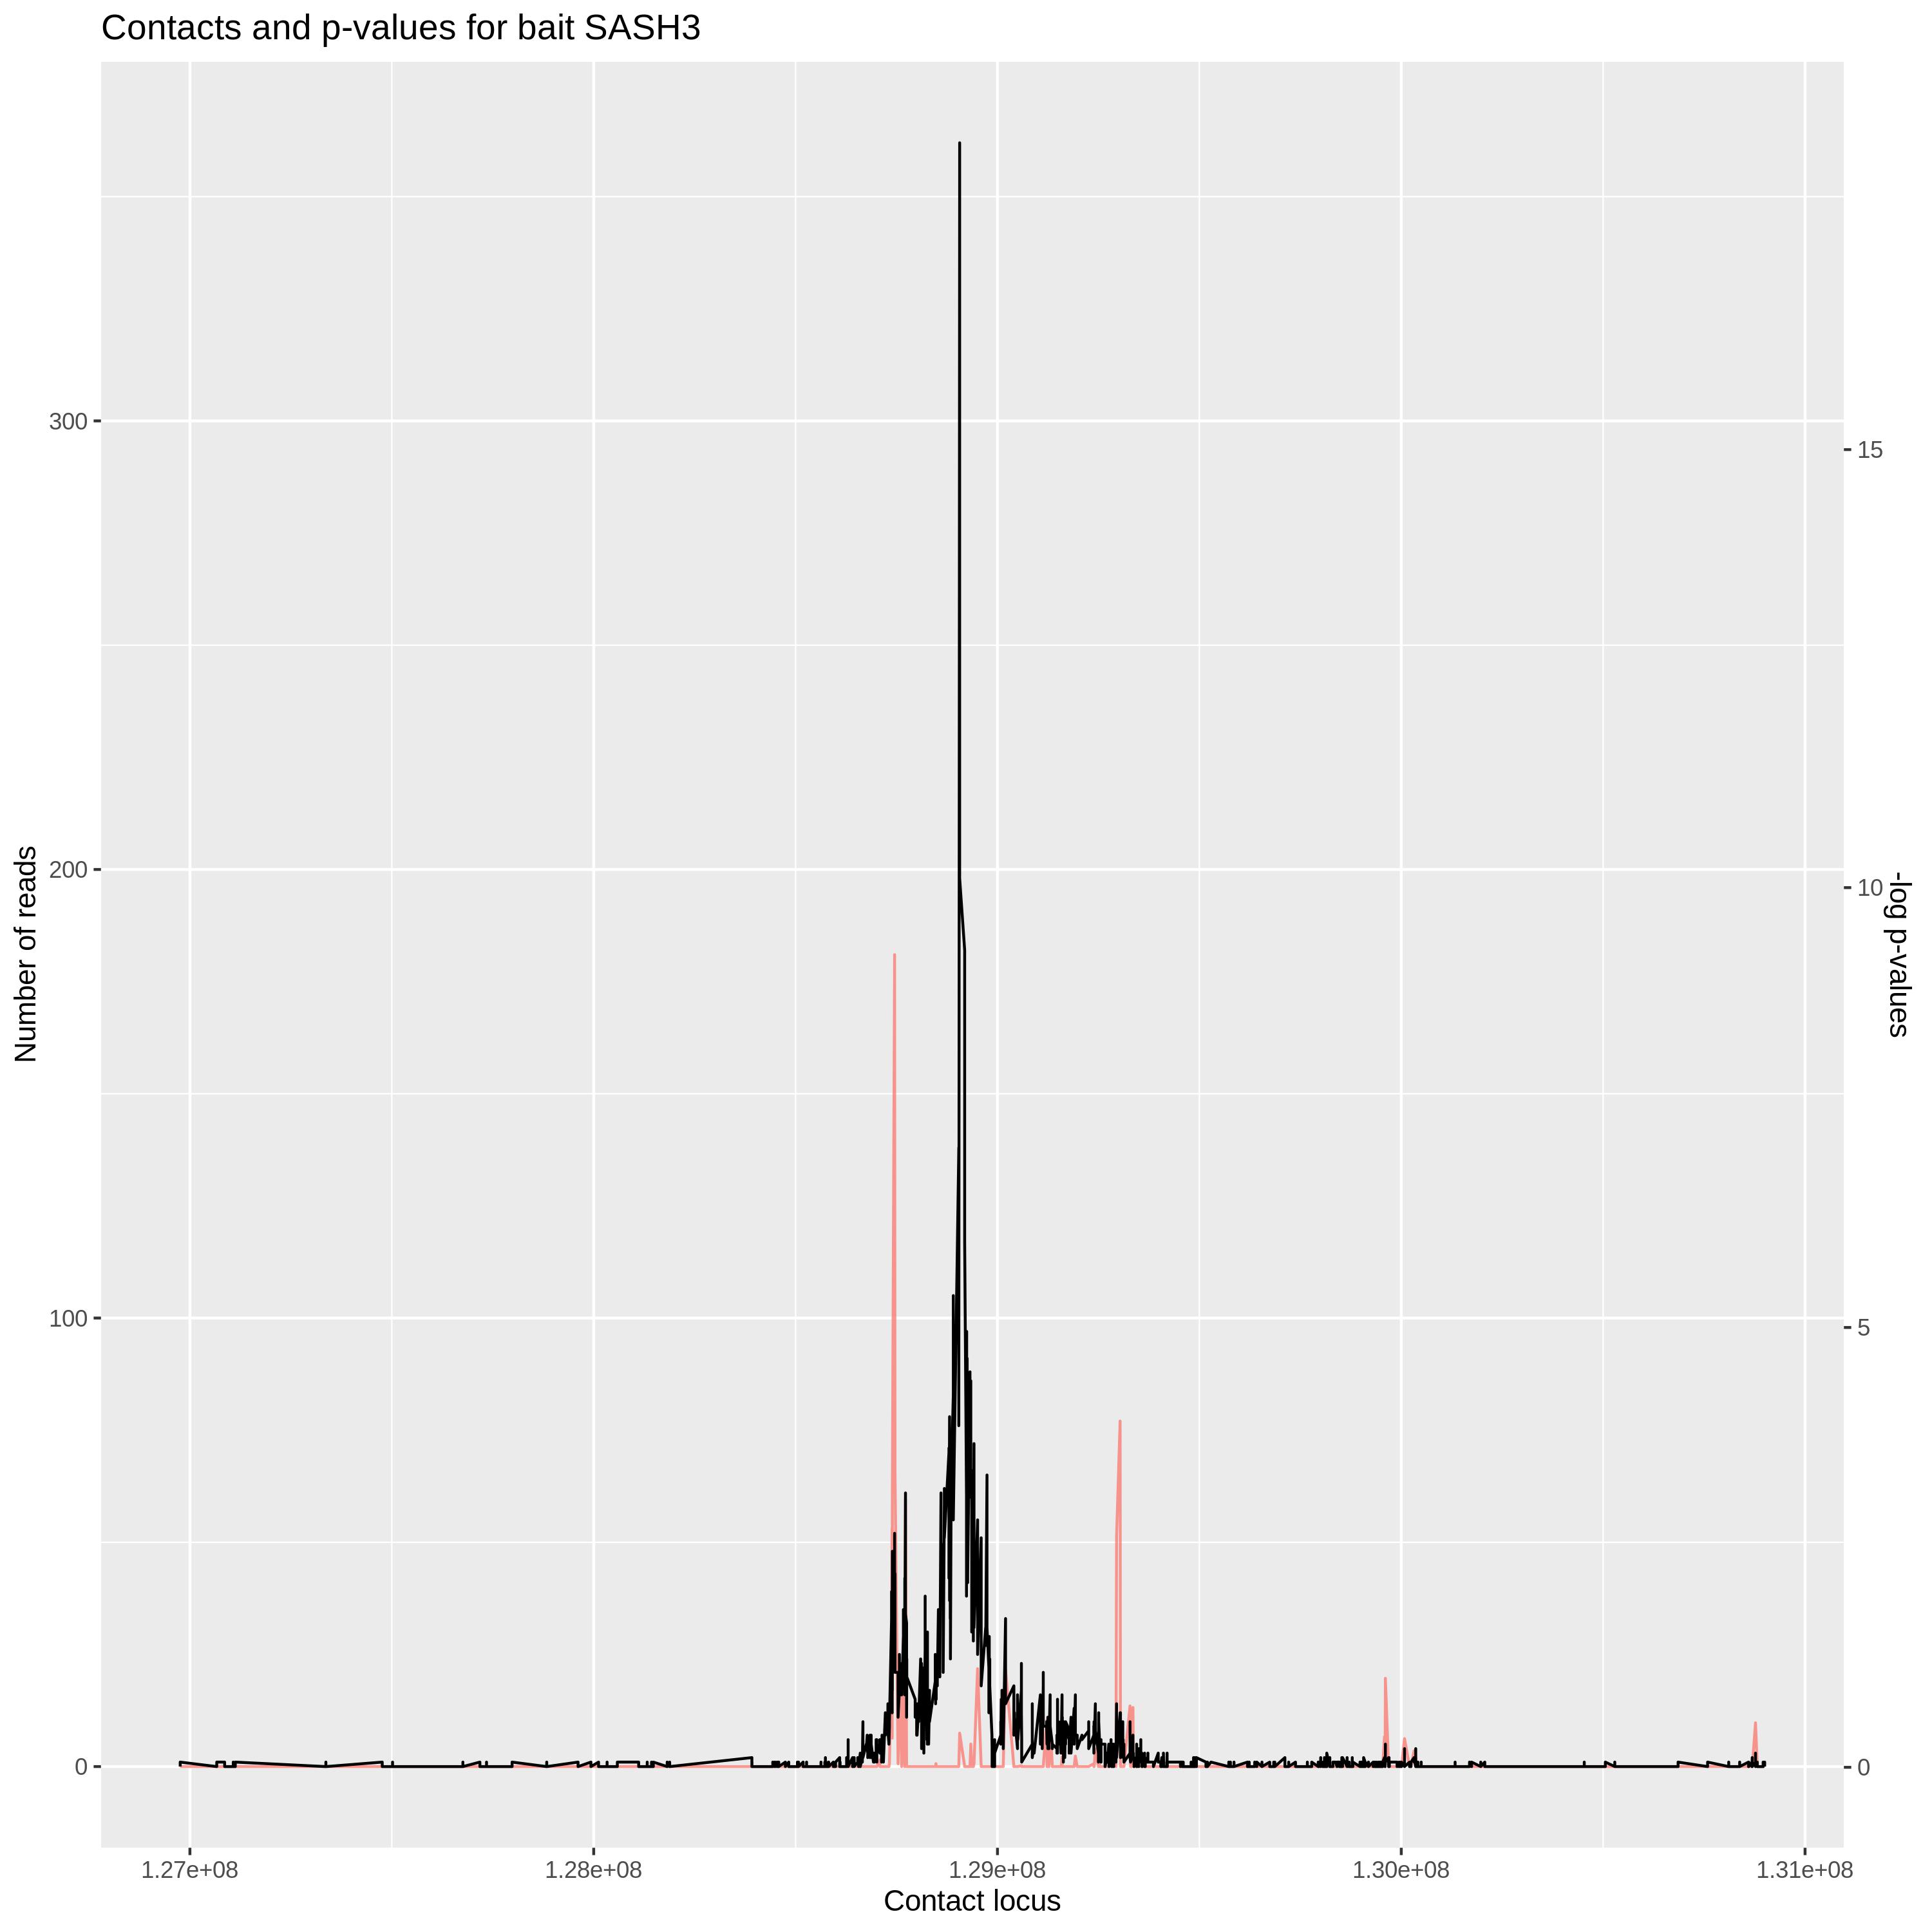 Contacts and p-values for bait SASH3
300
200
100
0
Number of reads
15
10
5
0
-log p-values
1.27e+08
1.28e+08
1.29e+08
1.30e+08
1.31e+08
Contact locus